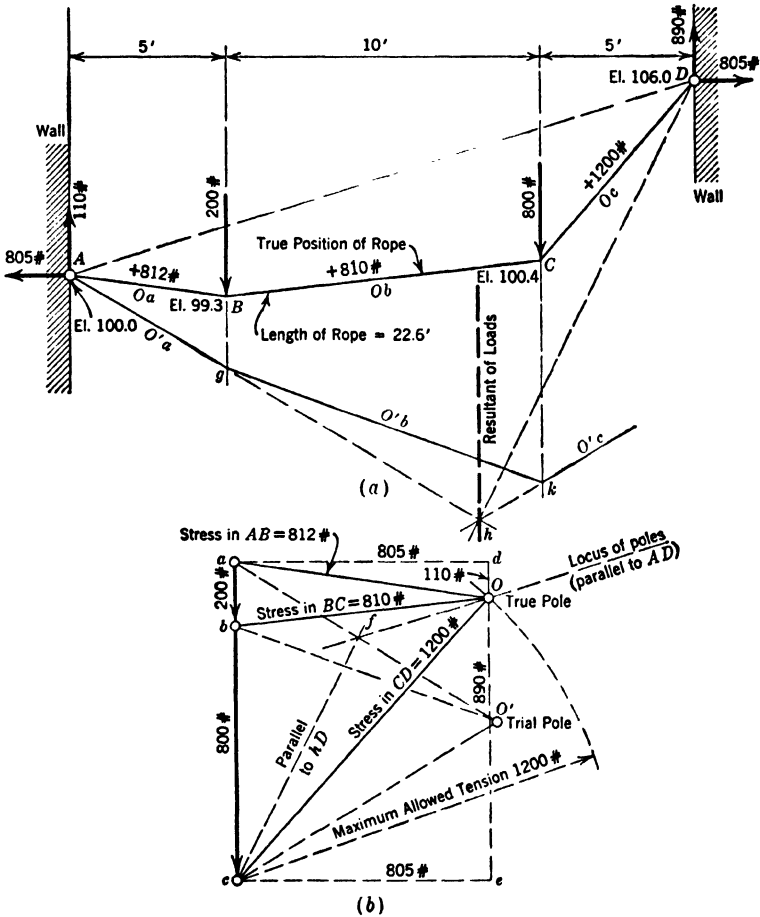 5′
10′
5′
890#
805#
El. 106.0 D
Wall
110#
200#
800#
+1200#
Oc
Wall
805#
A
True Position of Rope
+812#
+810#
C
Oa
El. 99.3 B
Ob
El. 100.4
El. 100.0
Length of Rope = 22.6′
O′a
g
Resultant of Loads
O′b
O′c
(a)
k
h
Stress in AB=812#
a
805#
d
Locus of poles
(parallel to AD)
200#
110#
O
True Pole
Stress in BC=810#
b
f
Stress in CD=1200#
890#
O′
Trial Pole
800#
Parallel
to hD
Maximum Allowed Tension 1200#
c
805#
e
(b)